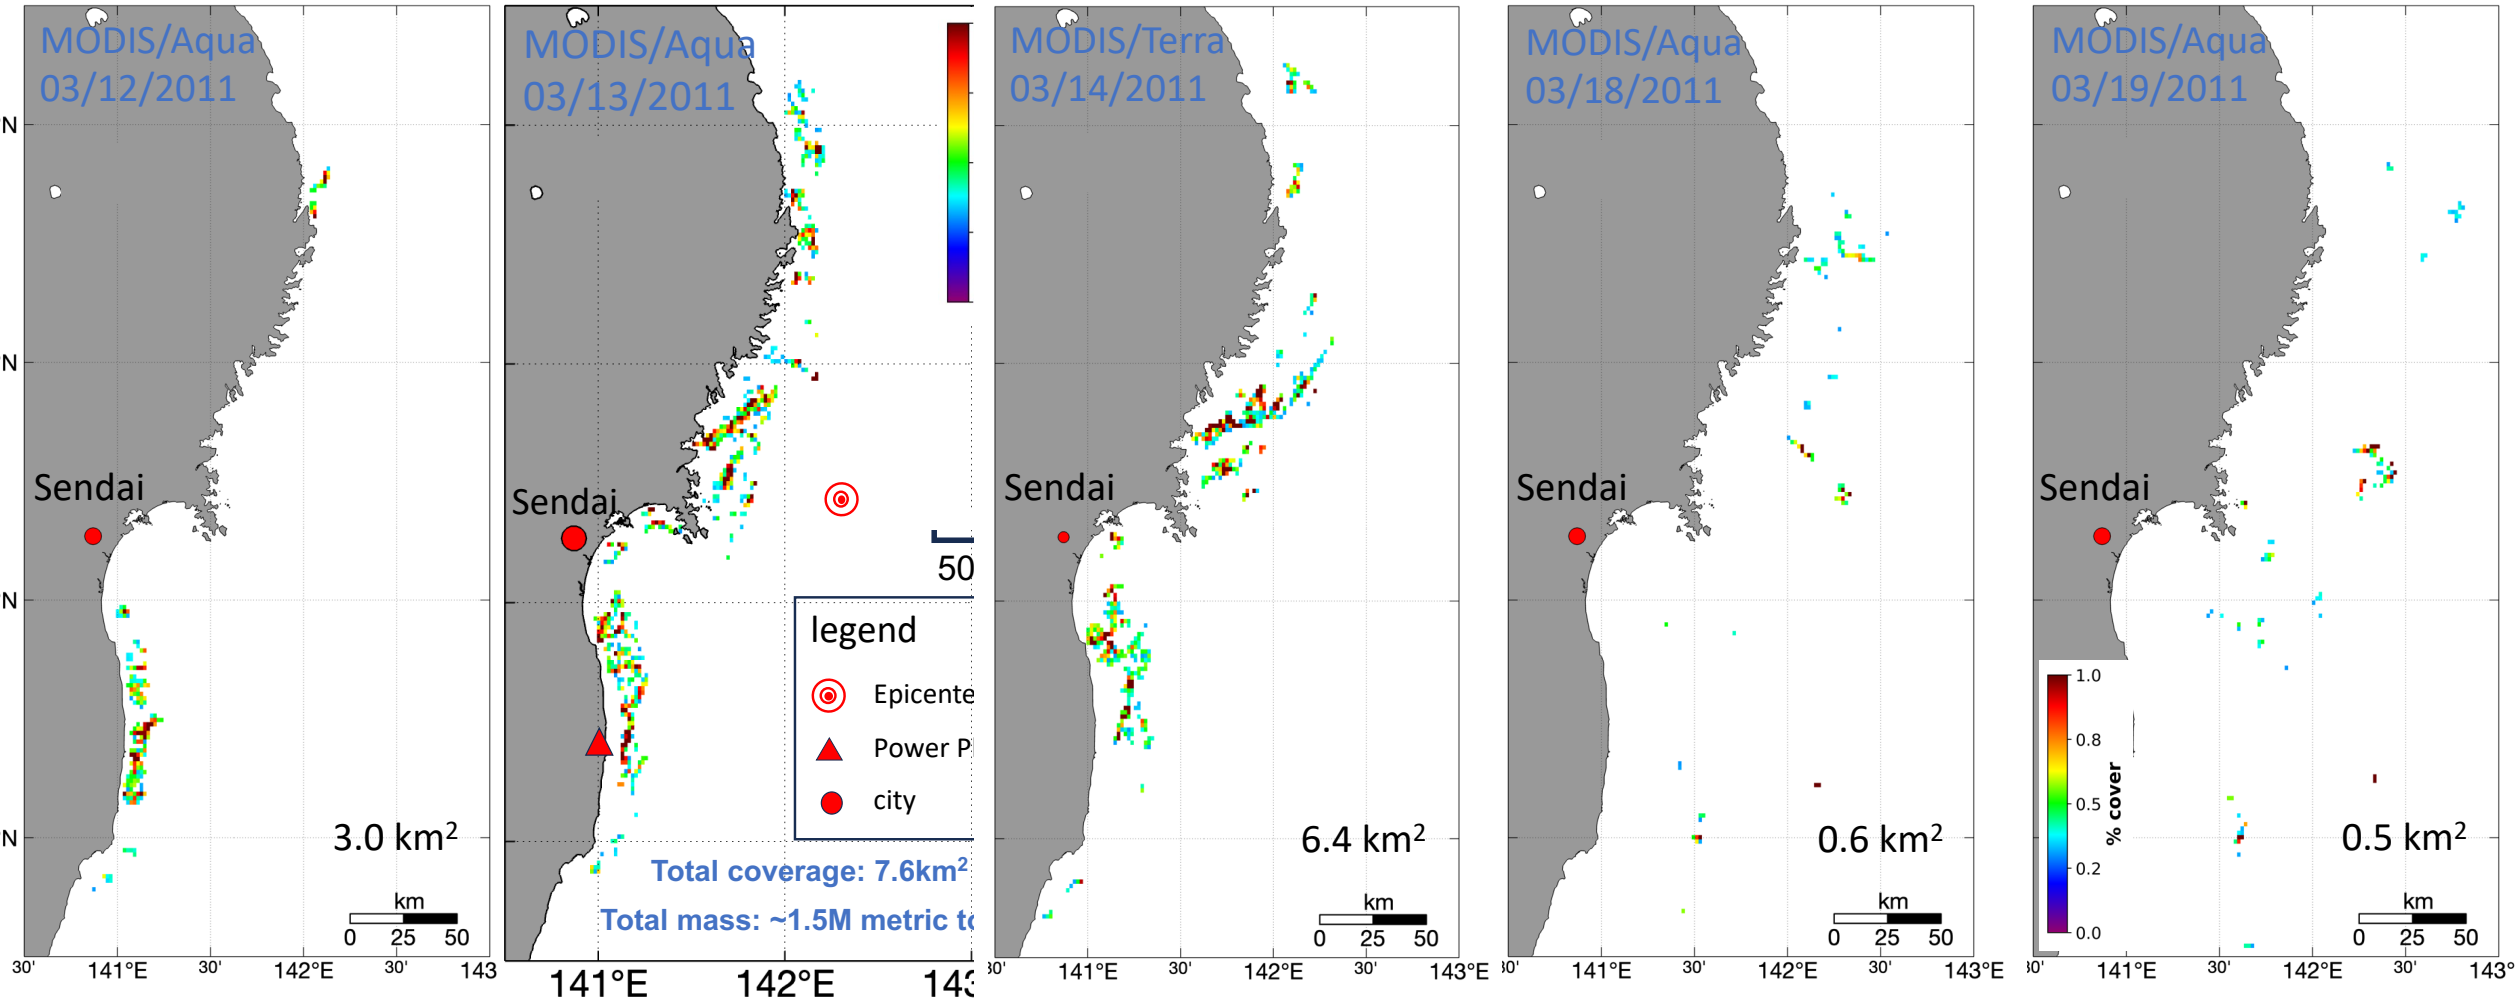 MODIS/Aqua
03/12/2011
N
N
N
N
Sendai
3.0 km²
km
0 25 50
30' 141°E 30' 142°E 143
MODIS/Aqua
03/13/2011
Sendai
50
legend
Epicente
Power P
city
Total coverage: 7.6km²
Total mass: ~1.5M metric to
141°E 142°E 143
MODIS/Terra
03/14/2011
Sendai
6.4 km²
km
0 25 50
30' 141°E 30' 142°E 30' 143°E
MODIS/Aqua
03/18/2011
Sendai
0.6 km²
km
0 25 50
30' 141°E 30' 142°E 30' 143°E
MODIS/Aqua
03/19/2011
Sendai
1.0
0.8
0.5
0.2
0.0
% cover
0.5 km²
km
0 25 50
30' 141°E 30' 142°E 30' 143°